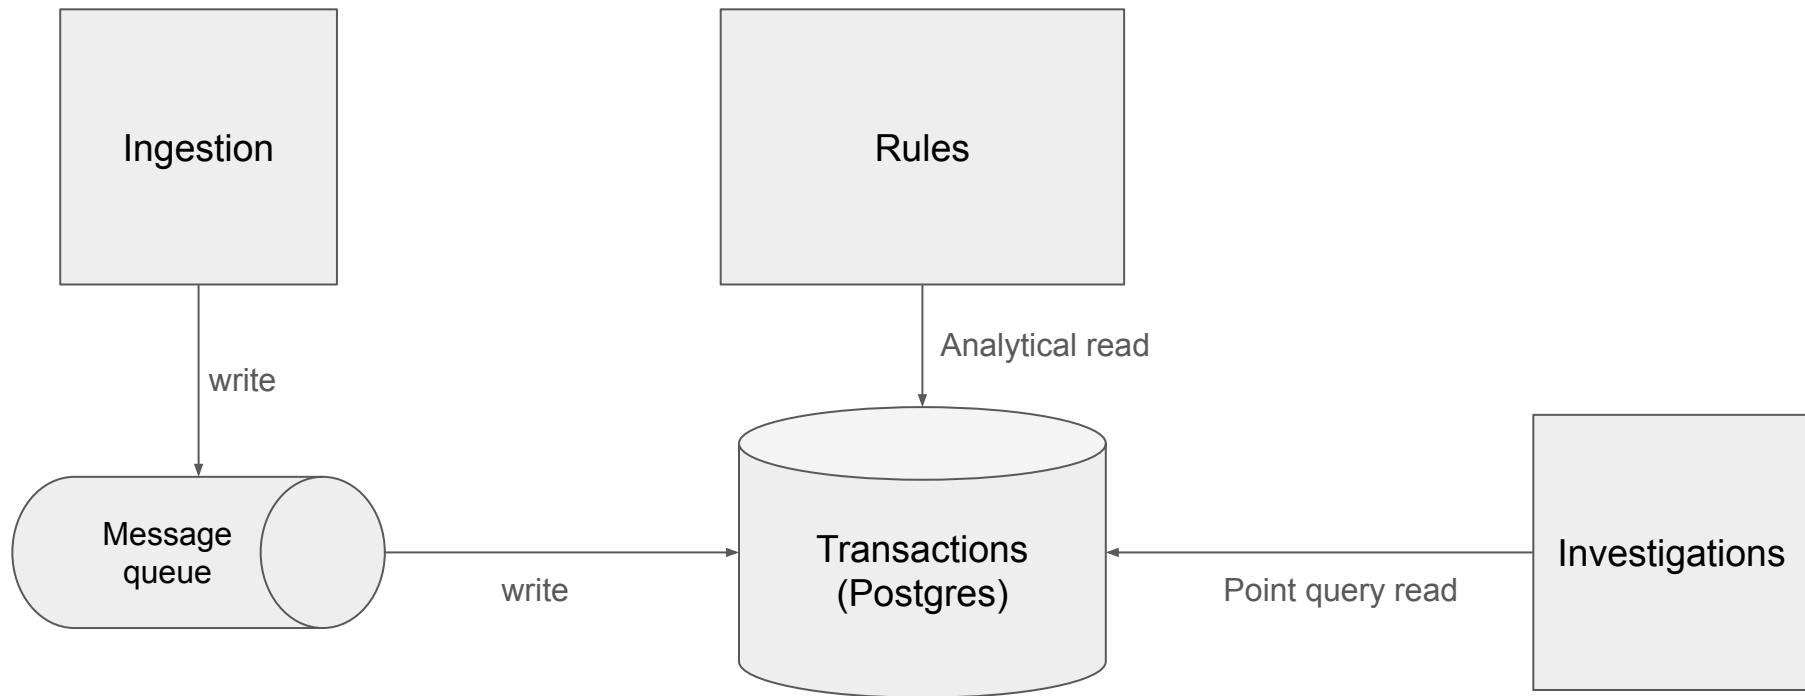 Ingestion
Rules
Analytical read
write
Message
queue
write
Transactions
(Postgres)
Point query read
Investigations